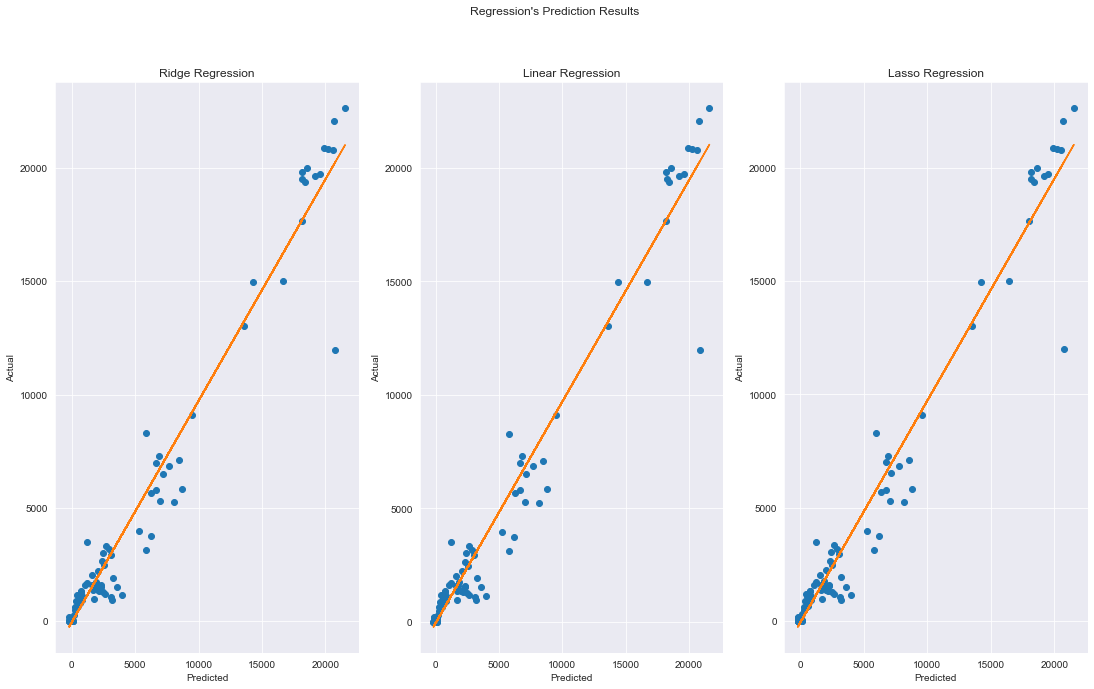 Regression's Prediction Results
Ridge Regression
Linear Regression
Lasso Regression
20000
15000
10000
5000
0
Actual
0 5000 10000 15000 20000
Predicted
20000
15000
10000
5000
0
Actual
0 5000 10000 15000 20000
Predicted
20000
15000
10000
5000
0
Actual
0 5000 10000 15000 20000
Predicted